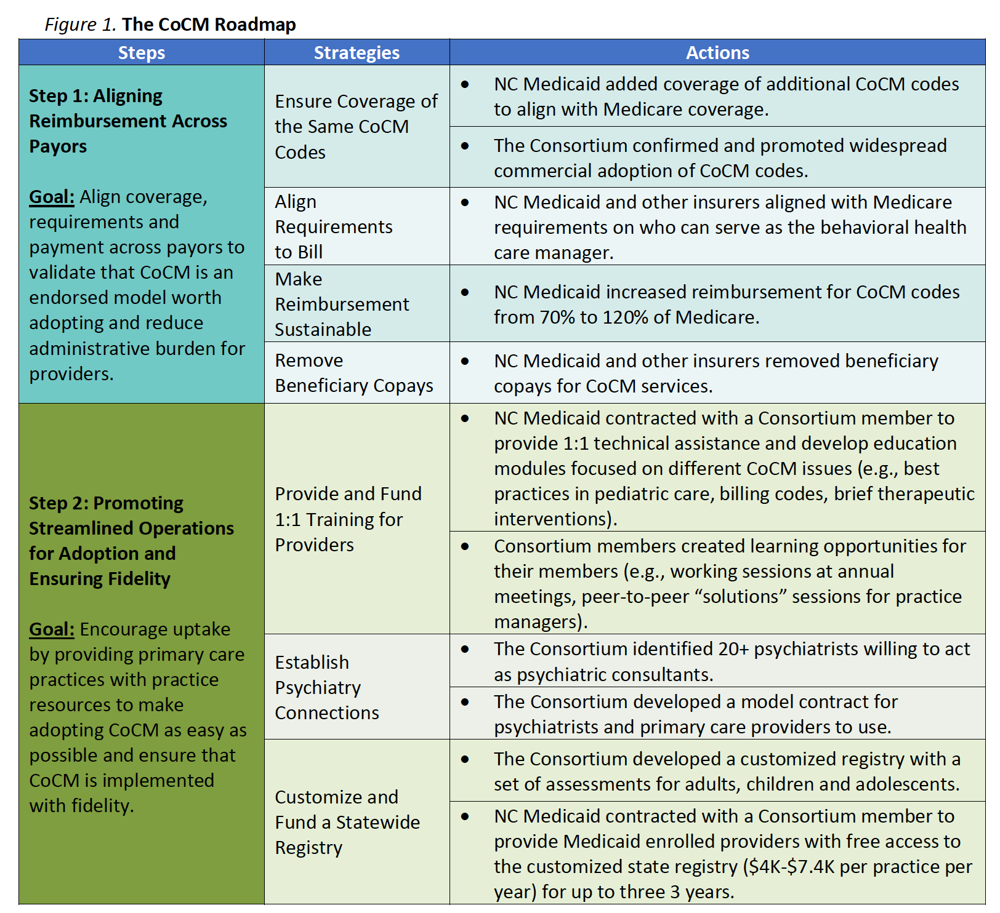 Figure 1. The CoCM Roadmap
Steps
Strategies
Actions
Step 1: Aligning
Reimbursement Across
Payors
Goal: Align coverage,
requirements and
payment across payors to
validate that CoCM is an
endorsed model worth
adopting and reduce
administrative burden for
providers.
Ensure Coverage of
the Same CoCM
Codes
• NC Medicaid added coverage of additional CoCM codes
to align with Medicare coverage.
• The Consortium confirmed and promoted widespread
commercial adoption of CoCM codes.
Align
Requirements
to Bill
• NC Medicaid and other insurers aligned with Medicare
requirements on who can serve as the behavioral health
care manager.
Make
Reimbursement
Sustainable
• NC Medicaid increased reimbursement for CoCM codes
from 70% to 120% of Medicare.
Remove
Beneficiary Copays
• NC Medicaid and other insurers removed beneficiary
copays for CoCM services.
Step 2: Promoting
Streamlined Operations
for Adoption and
Ensuring Fidelity
Goal: Encourage uptake
by providing primary care
practices with practice
resources to make
adopting CoCM as easy as
possible and ensure that
CoCM is implemented
with fidelity.
Provide and Fund
1:1 Training for
Providers
• NC Medicaid contracted with a Consortium member to
provide 1:1 technical assistance and develop education
modules focused on different CoCM issues (e.g., best
practices in pediatric care, billing codes, brief therapeutic
interventions).
• Consortium members created learning opportunities for
their members (e.g., working sessions at annual
meetings, peer-to-peer “solutions” sessions for practice
managers).
Establish
Psychiatry
Connections
• The Consortium identified 20+ psychiatrists willing to act
as psychiatric consultants.
• The Consortium developed a model contract for
psychiatrists and primary care providers to use.
Customize and
Fund a Statewide
Registry
• The Consortium developed a customized registry with a
set of assessments for adults, children and adolescents.
• NC Medicaid contracted with a Consortium member to
provide Medicaid enrolled providers with free access to
the customized state registry ($4K-$7.4K per practice per
year) for up to three 3 years.